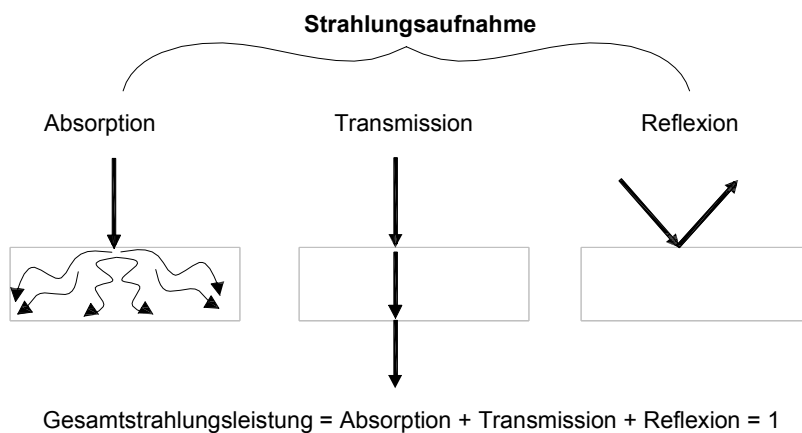 Strahlungsaufnahme
Absorption
Transmission
Reflexion
Gesamtstrahlungsleistung = Absorption + Transmission + Reflexion = 1